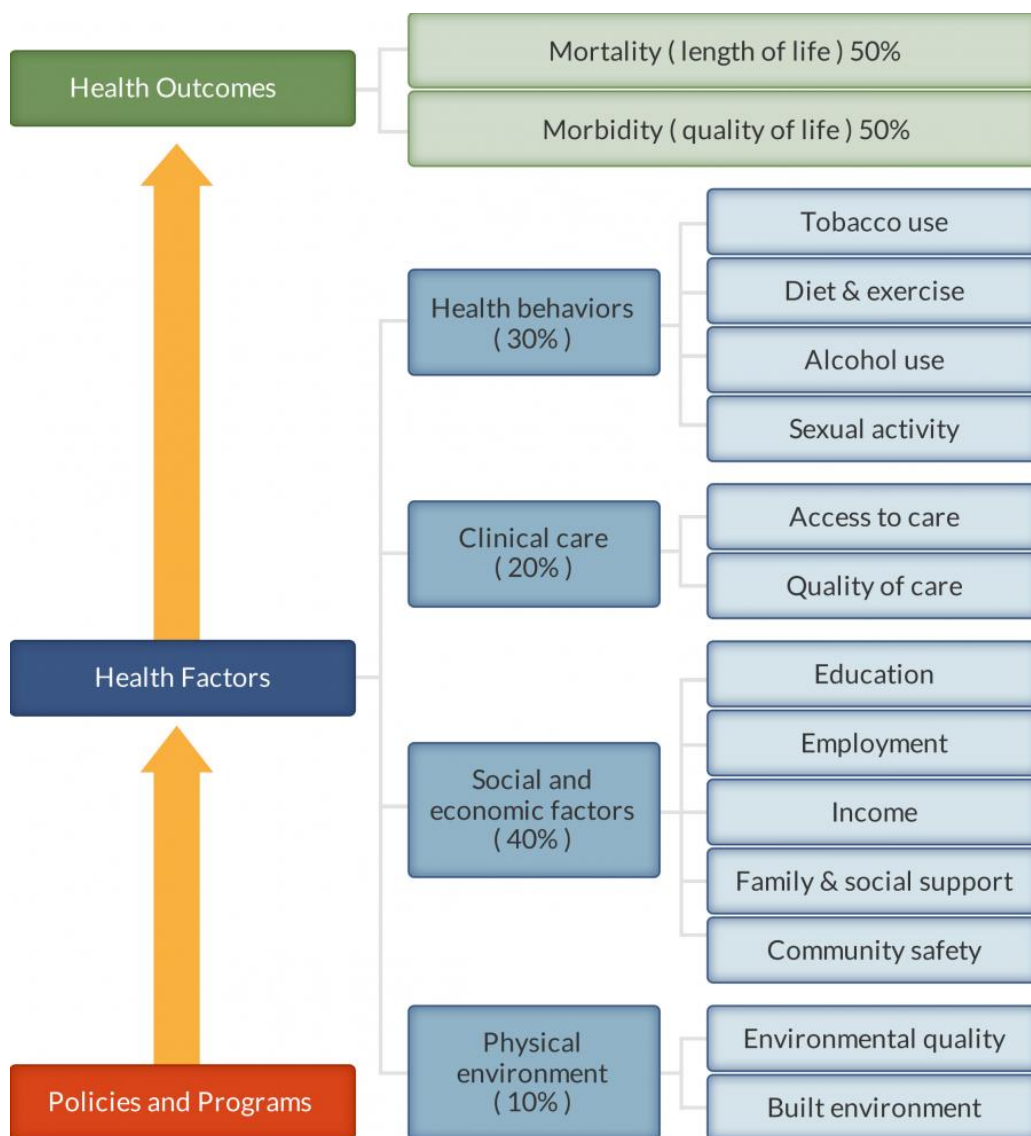 Health Outcomes
Mortality ( length of life ) 50%
Morbidity ( quality of life ) 50%
Health Factors
Health behaviors
( 30% )
Tobacco use
Diet & exercise
Alcohol use
Sexual activity
Clinical care
( 20% )
Access to care
Quality of care
Social and
economic factors
( 40% )
Education
Employment
Income
Family & social support
Community safety
Physical
environment
( 10% )
Environmental quality
Built environment
Policies and Programs